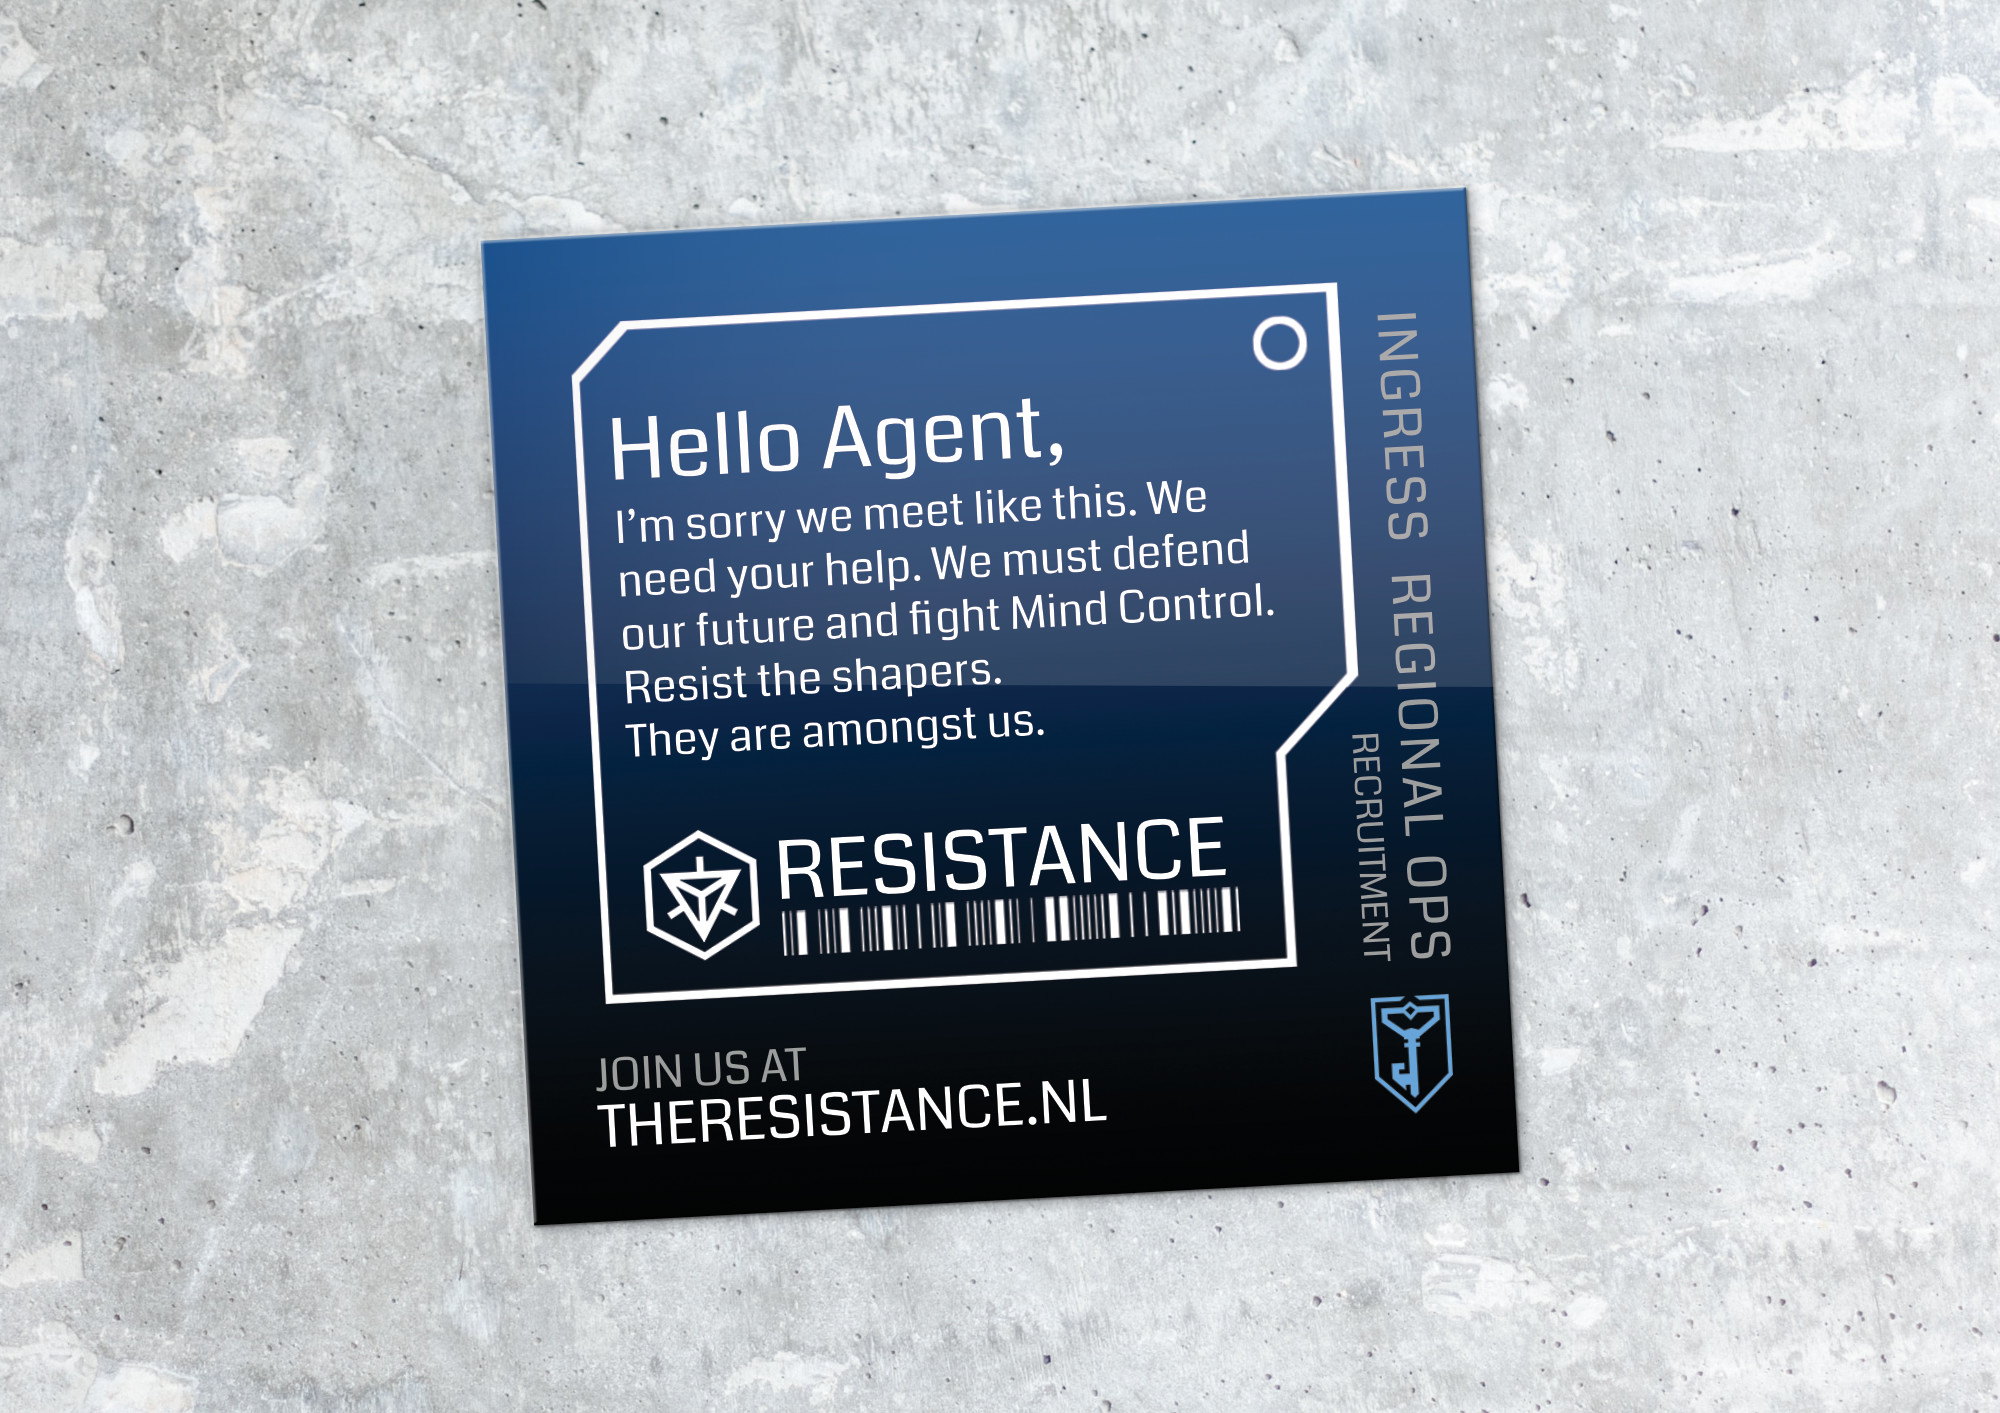 Hello Agent,
I’m sorry we meet like this. We
need your help. We must defend
our future and fight Mind Control.
Resist the shapers.
They are amongst us.
RESISTANCE
JOIN US AT
THERESISTANCE.NL
INGRESS REGIONAL OPS
RECRUITMENT